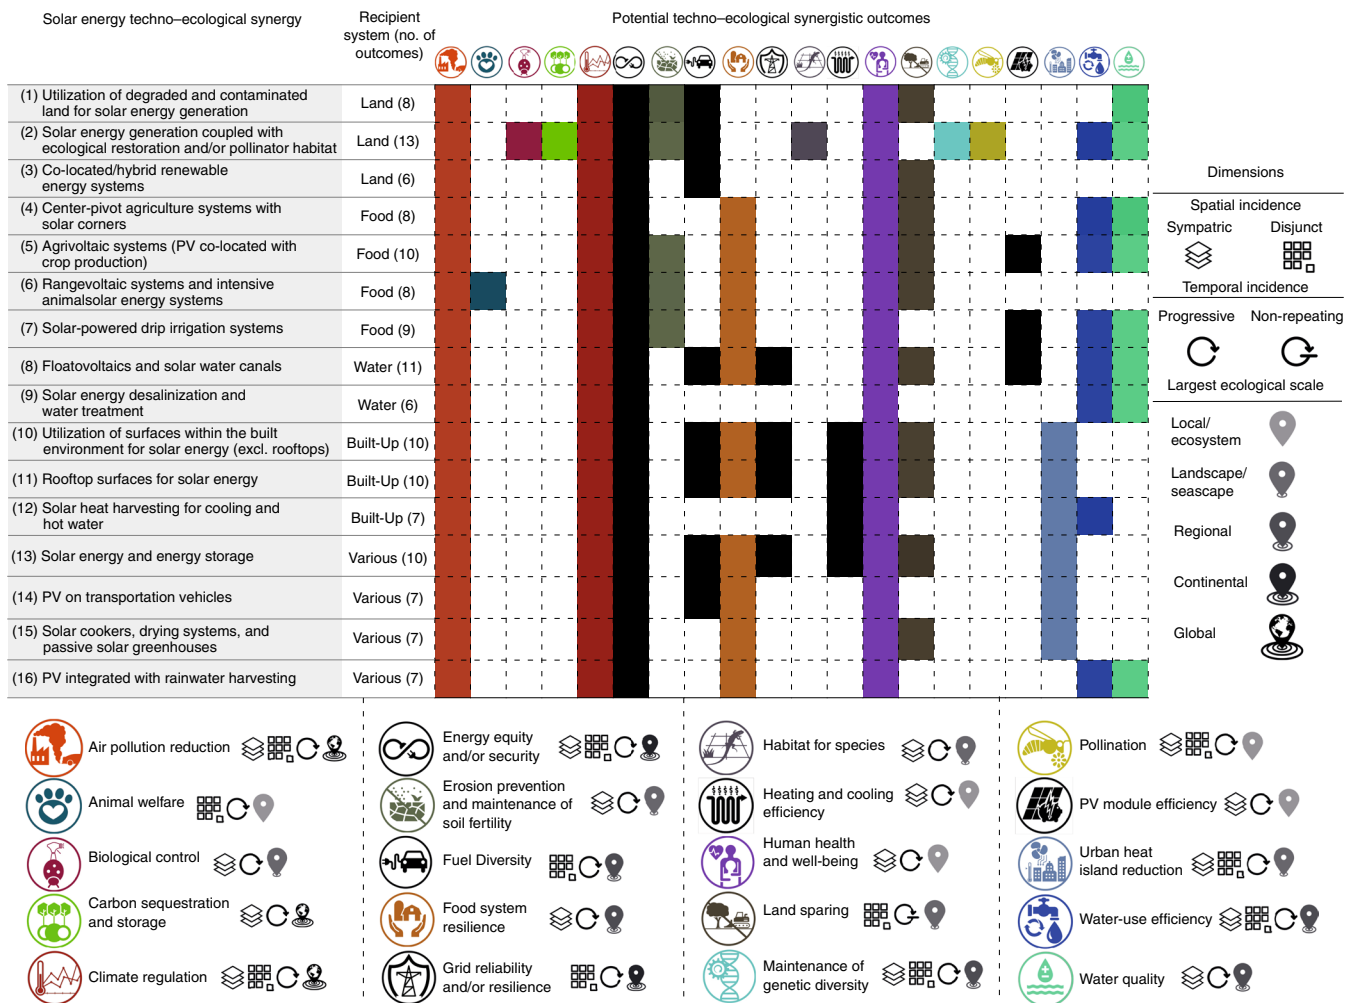 Solar energy techno–ecological synergy
Recipient
system (no. of
outcomes)
Potential techno–ecological synergistic outcomes
(1) Utilization of degraded and contaminated
land for solar energy generation
Land (8)
(2) Solar energy generation coupled with
ecological restoration and/or pollinator habitat
Land (13)
(3) Co-located/hybrid renewable
energy systems
Land (6)
(4) Center-pivot agriculture systems with
solar corners
Food (8)
(5) Agrivoltaic systems (PV co-located with
crop production)
Food (10)
(6) Rangevoltaic systems and intensive
animalsolar energy systems
Food (8)
(7) Solar-powered drip irrigation systems
Food (9)
(8) Floatovoltaics and solar water canals
Water (11)
(9) Solar energy desalinization and
water treatment
Water (6)
(10) Utilization of surfaces within the built
environment for solar energy (excl. rooftops)
Built-Up (10)
(11) Rooftop surfaces for solar energy
Built-Up (10)
(12) Solar heat harvesting for cooling and
hot water
Built-Up (7)
(13) Solar energy and energy storage
Various (10)
(14) PV on transportation vehicles
Various (7)
(15) Solar cookers, drying systems, and
passive solar greenhouses
Various (7)
(16) PV integrated with rainwater harvesting
Various (7)
Dimensions
Spatial incidence
Sympatric
Disjunct
Temporal incidence
Progressive
Non-repeating
Largest ecological scale
Local/
ecosystem
Landscape/
seascape
Regional
Continental
Global
Air pollution reduction
Animal welfare
Biological control
Carbon sequestration
and storage
Climate regulation
Energy equity
and/or security
Erosion prevention
and maintenance of
soil fertility
Fuel Diversity
Food system
resilience
Grid reliability
and/or resilience
Habitat for species
Heating and cooling
efficiency
Human health
and well-being
Land sparing
Maintenance of
genetic diversity
Pollination
PV module efficiency
Urban heat
island reduction
Water-use efficiency
Water quality